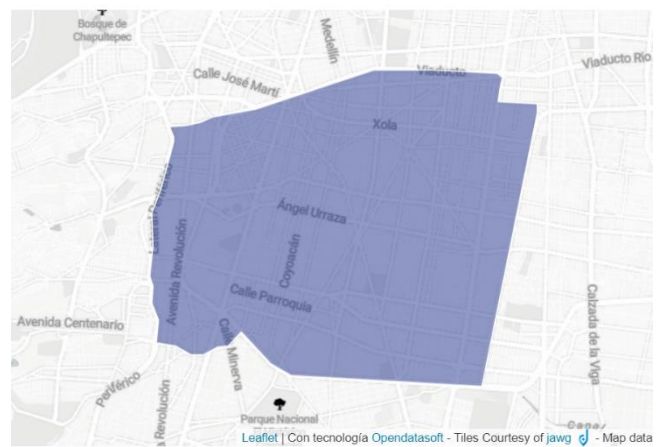 Bosque de
Chapultepec
Medellín
Viaducto
Viaducto Río
Calle José Martí
Xola
Lateral Periférico
Ángel Urraza
Avenida Revolución
Coyoacán
Calle Parroquia
Calzada de la Viga
Avenida Centenario
Calle Minerva
Periférico
Revolución
Parque Nacional
Leaflet | Con tecnología Opendatasoft - Tiles Courtesy of jawg - Map data